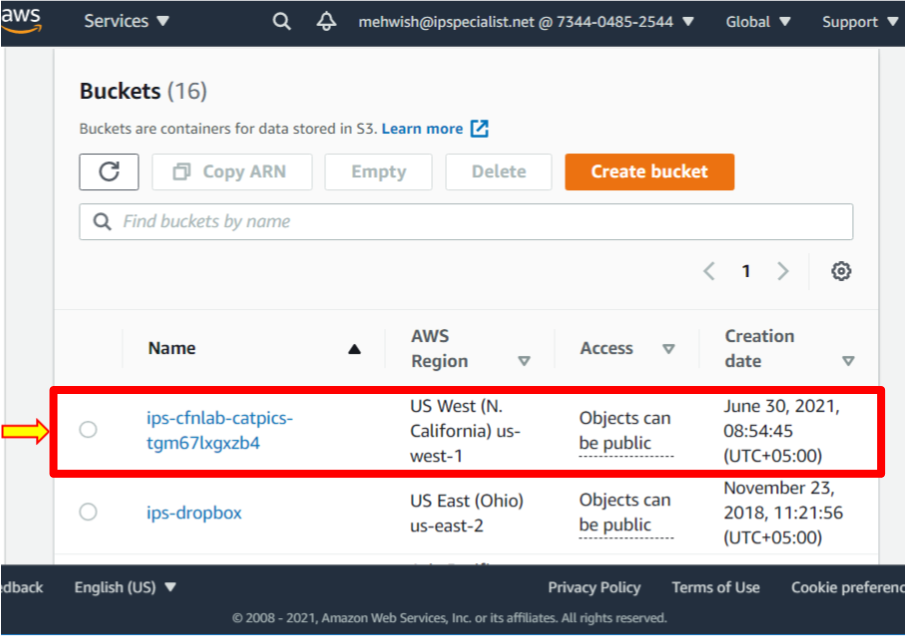 aws
Services ▼
mehwish@ipspecialist.net @ 7344-0485-2544 ▼
Global ▼
Support ▼
Buckets (16)
Buckets are containers for data stored in S3. Learn more
Copy ARN
Empty
Delete
Create bucket
Find buckets by name
1
Name
AWS
Region
Access
Creation
date
ips-cfnlab-catpics-
tgm67lxgxzb4
US West (N.
California) us-
west-1
Objects can
be public
June 30, 2021,
08:54:45
(UTC+05:00)
ips-dropbox
US East (Ohio)
us-east-2
Objects can
be public
November 23,
2018, 11:21:56
(UTC+05:00)
edback
English (US) ▼
Privacy Policy
Terms of Use
Cookie preferenc
© 2008 - 2021, Amazon Web Services, Inc. or its affiliates. All rights reserved.